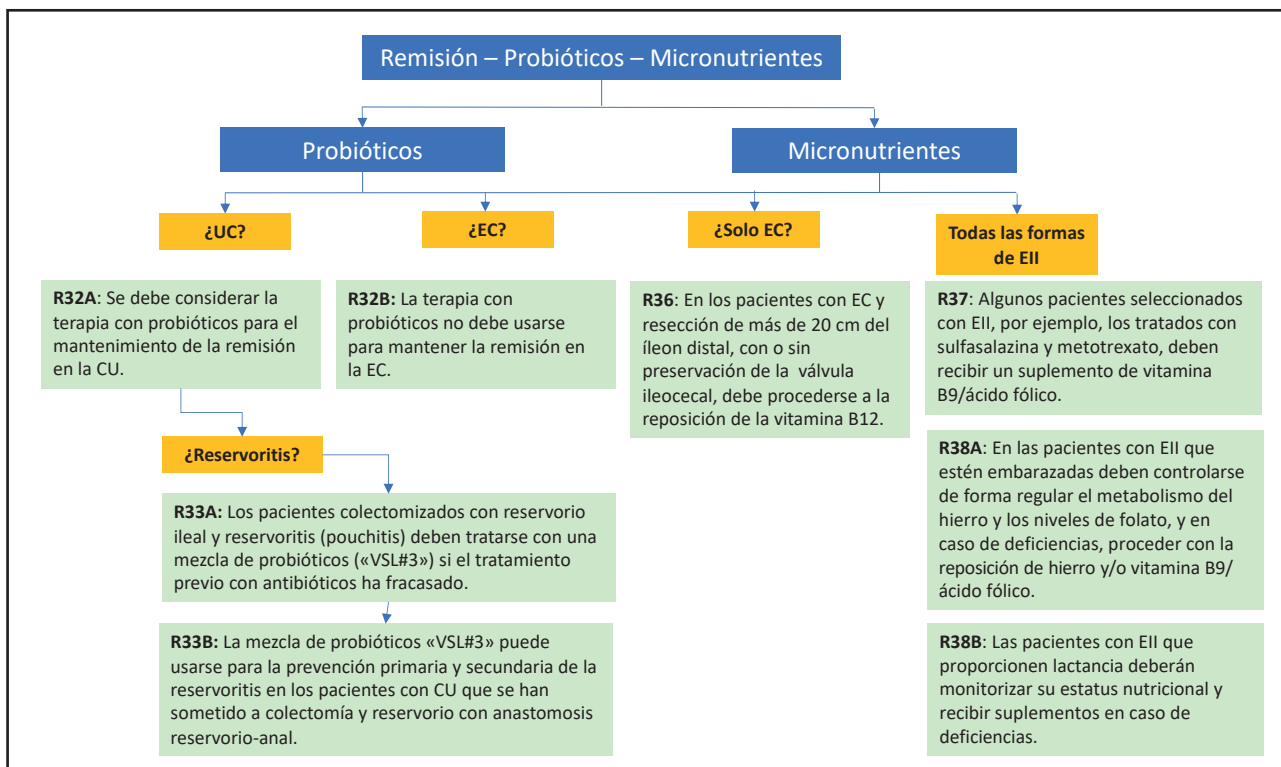 Remisión – Probióticos – Micronutrientes
Probióticos
Micronutrientes
¿UC?
¿EC?
¿Solo EC?
Todas las formas
de EII
R32A: Se debe considerar la
terapia con probióticos para el
mantenimiento de la remisión
en la CU.
R32B: La terapia con
probióticos no debe usarse
para mantener la remisión en
la EC.
R36: En los pacientes con EC y
resección de más de 20 cm del
íleon distal, con o sin
preservación de la válvula
ileocecal, debe procederse a la
reposición de la vitamina B12.
R37: Algunos pacientes seleccionados
con EII, por ejemplo, los tratados con
sulfasalazina y metotrexato, deben
recibir un suplemento de vitamina
B9/ácido fólico.
¿Reservoritis?
R33A: Los pacientes colectomizados con reservorio
ileal y reservoritis (pouchitis) deben tratarse con una
mezcla de probióticos («VSL#3») si el tratamiento
previo con antibióticos ha fracasado.
R33B: La mezcla de probióticos «VSL#3» puede
usarse para la prevención primaria y secundaria de la
reservoritis en los pacientes con CU que se han
sometido a colectomía y reservorio con anastomosis
reservorio-anal.
R38A: En las pacientes con EII que
estén embarazadas deben controlarse
de forma regular el metabolismo del
hierro y los niveles de folato, y en
caso de deficiencias, proceder con la
reposición de hierro y/o vitamina B9/
ácido fólico.
R38B: Las pacientes con EII que
proporcionen lactancia deberán
monitorizar su estatus nutricional y
recibir suplementos en caso de
deficiencias.